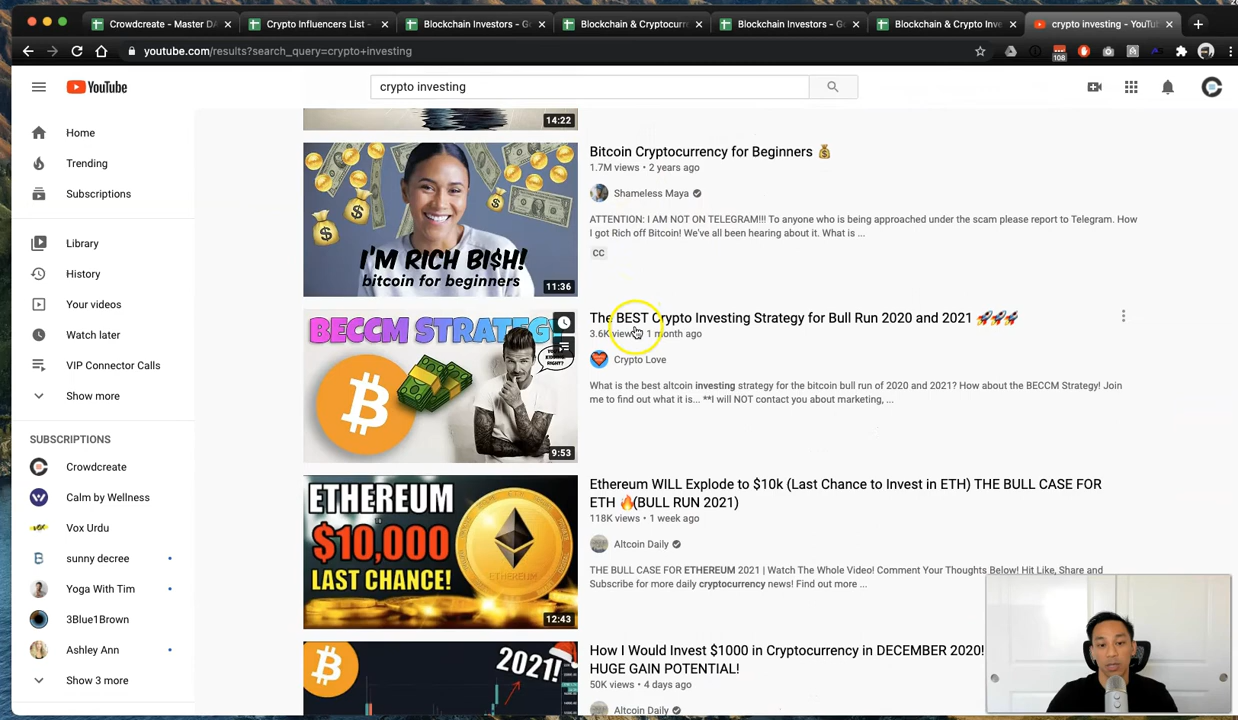 Crowdcreate - Master DA
Crypto Influencers List -
Blockchain Investors - G
Blockchain & Cryptocurr
Blockchain Investors - Go
Blockchain & Crypto Inve
crypto investing - YouTu
youtube.com/results?search_query=crypto+investing
108
YouTube
crypto investing
Home
Trending
Subscriptions
Library
History
Your videos
Watch later
VIP Connector Calls
Show more
SUBSCRIPTIONS
Crowdcreate
Calm by Wellness
Vox Urdu
sunny decree
Yoga With Tim
3Blue1Brown
Ashley Ann
Show 3 more
14:22
I'M RICH BI$H!
bitcoin for beginners
11:36
Bitcoin Cryptocurrency for Beginners 💰
1.7M views • 2 years ago
Shameless Maya
ATTENTION: I AM NOT ON TELEGRAM!!! To anyone who is being approached under the scam please report to Telegram. How
I got Rich off Bitcoin! We've all been hearing about it. What is ...
CC
BECCM STRATEGY
RIGHT?
9:53
The BEST Crypto Investing Strategy for Bull Run 2020 and 2021 🚀🚀🚀
3.6K views • 1 month ago
Crypto Love
What is the best altcoin investing strategy for the bitcoin bull run of 2020 and 2021? How about the BECCM Strategy! Join
me to find out what it is... **I will NOT contact you about marketing, ...
ETHEREUM
$10,000
LAST CHANCE!
12:43
Ethereum WILL Explode to $10k (Last Chance to Invest in ETH) THE BULL CASE FOR
ETH 🔥(BULL RUN 2021)
118K views • 1 week ago
Altcoin Daily
THE BULL CASE FOR ETHEREUM 2021 | Watch The Whole Video! Comment Your Thoughts Below! Hit Like, Share and
Subscribe for more daily cryptocurrency news! Find out more ...
2021!
How I Would Invest $1000 in Cryptocurrency in DECEMBER 2020!
HUGE GAIN POTENTIAL!
50K views • 4 days ago
Altcoin Daily